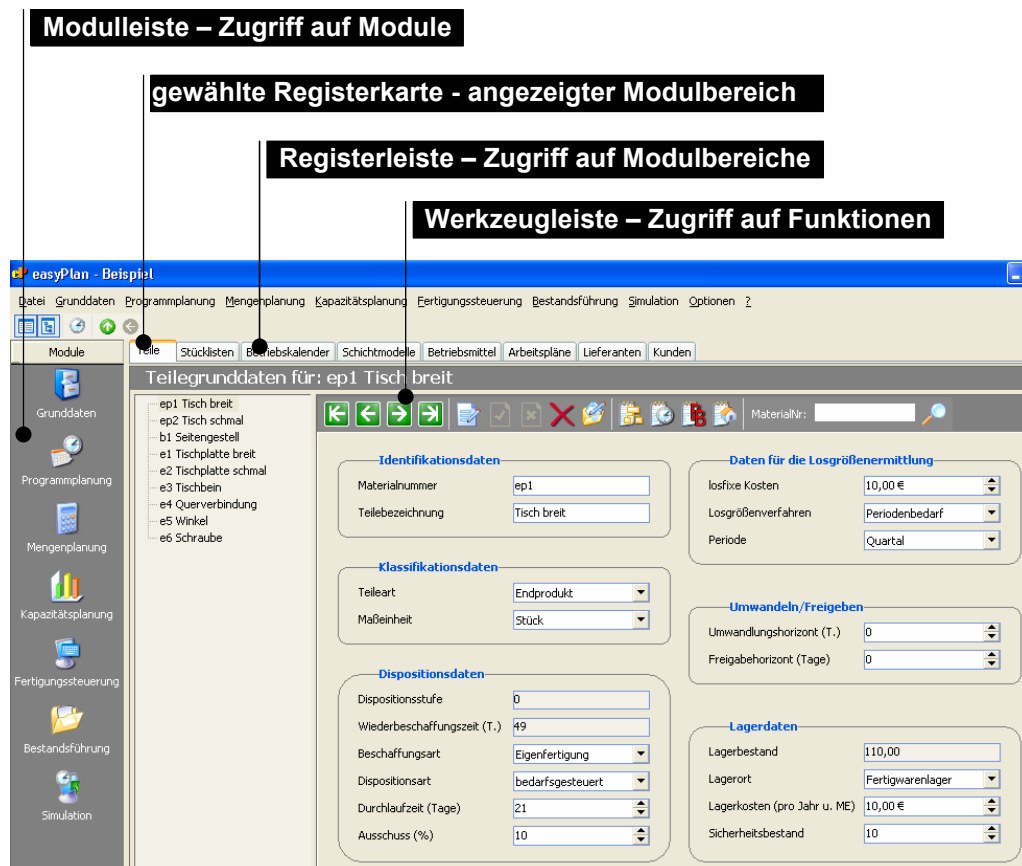 Modulleiste – Zugriff auf Module
gewählte Registerkarte - angezeigter Modulbereich
Registerleiste – Zugriff auf Modulbereiche
Werkzeugleiste – Zugriff auf Funktionen
easyPlan - Beispiel
Datei Grunddaten Programmplanung Mengenplanung Kapazitätsplanung Fertigungssteuerung Bestandsführung Simulation Optionen ?
Module
Teile Stücklisten Betriebskalender Schichtmodelle Betriebsmittel Arbeitspläne Lieferanten Kunden
Teilegrunddaten für: ep1 Tisch breit
Grunddaten
Programmplanung
Mengenplanung
Kapazitätsplanung
Fertigungssteuerung
Bestandsführung
Simulation
ep1 Tisch breit
ep2 Tisch schmal
b1 Seitengestell
e1 Tischplatte breit
e2 Tischplatte schmal
e3 Tischbein
e4 Querverbindung
e5 Winkel
e6 Schraube
MaterialNr:
Identifikationsdaten
Materialnummer ep1
Teilebezeichnung Tisch breit
Klassifikationsdaten
Teileart Endprodukt
Maßeinheit Stück
Dispositionsdaten
Dispositionsstufe 0
Wiederbeschaffungszeit (T.) 49
Beschaffungsart Eigenfertigung
Dispositionsart bedarfsgesteuert
Durchlaufzeit (Tage) 21
Ausschuss (%) 10
Daten für die Losgrößenermittlung
losfixe Kosten 10,00 €
Losgrößenverfahren Periodenbedarf
Periode Quartal
Umwandeln/Freigeben
Umwandlungshorizont (T.) 0
Freigabehorizont (Tage) 0
Lagerdaten
Lagerbestand 110,00
Lagerort Fertigwarenlager
Lagerkosten (pro Jahr u. ME) 10,00 €
Sicherheitsbestand 10